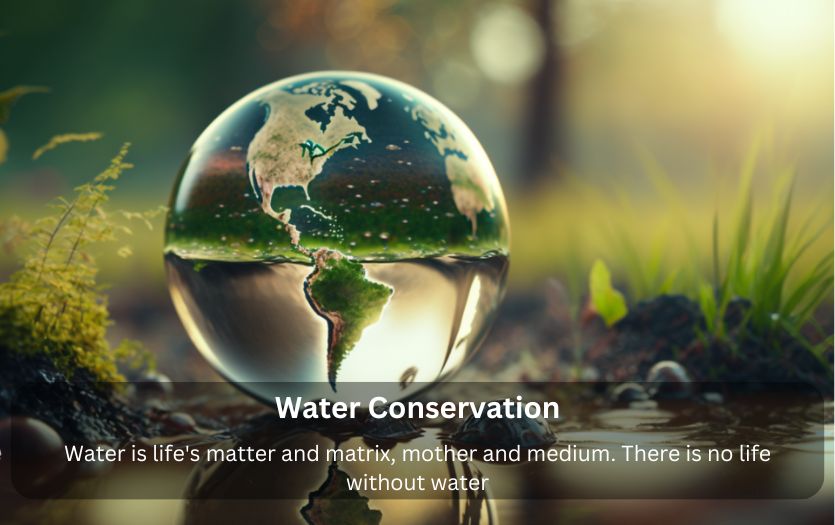 Water Conservation
Water is life's matter and matrix, mother and medium. There is no life
without water